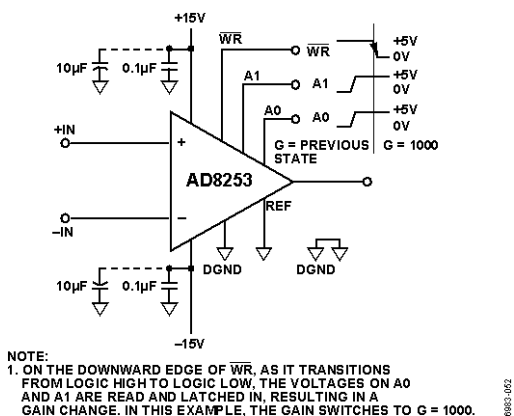 +15V
WR
WR
+5V
0V
10µF
0.1µF
A1
A1
+5V
0V
A0
A0
+5V
0V
+IN
G = PREVIOUS STATE
G = 1000
+
AD8253
REF
–
–IN
DGND
DGND
10µF
0.1µF
–15V
NOTE:
1. ON THE DOWNWARD EDGE OF WR, AS IT TRANSITIONS
FROM LOGIC HIGH TO LOGIC LOW, THE VOLTAGES ON A0
AND A1 ARE READ AND LATCHED IN, RESULTING IN A
GAIN CHANGE. IN THIS EXAMPLE, THE GAIN SWITCHES TO G = 1000.